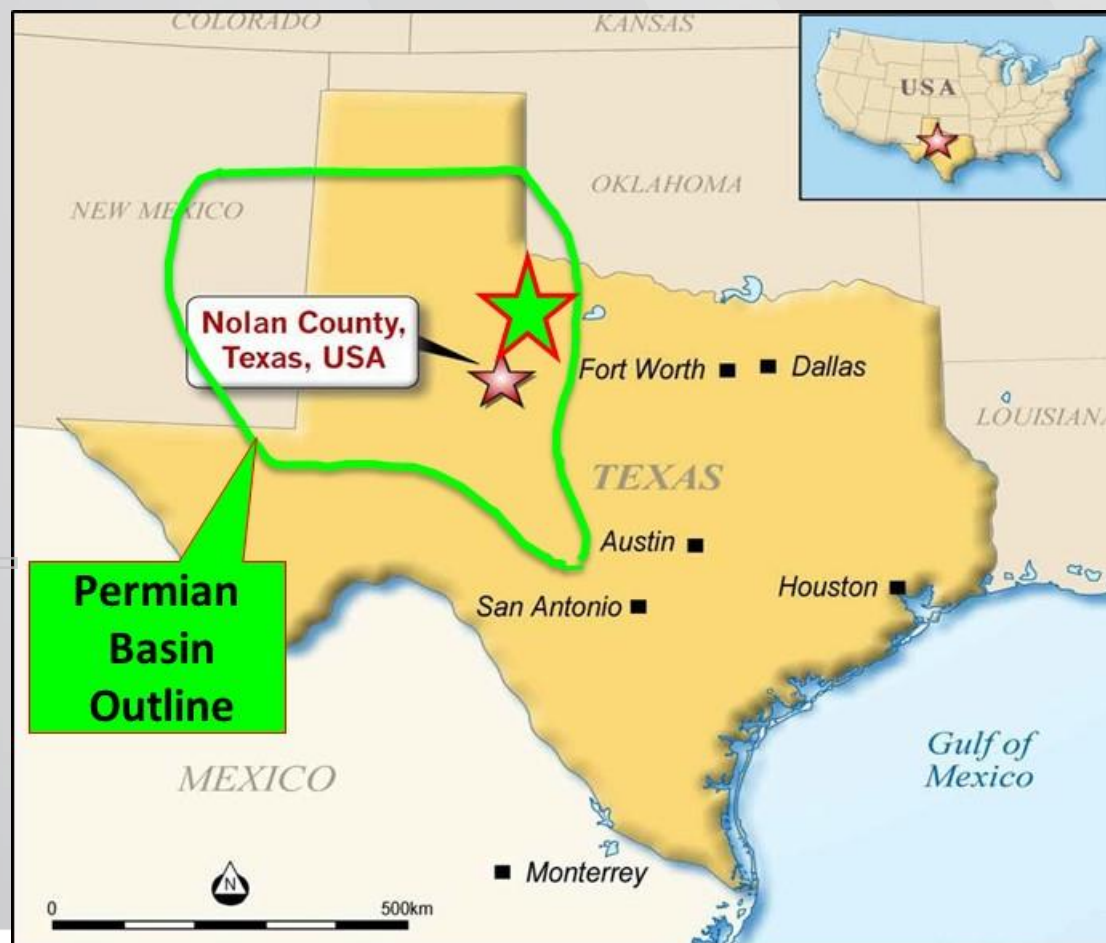 COLORADO
KANSAS
USA
OKLAHOMA
NEW MEXICO
Nolan County,
Texas, USA
Fort Worth
Dallas
LOUISIANA
TEXAS
Austin
Houston
San Antonio
Permian
Basin
Outline
Gulf of
Mexico
MEXICO
Monterrey
N
0
500km